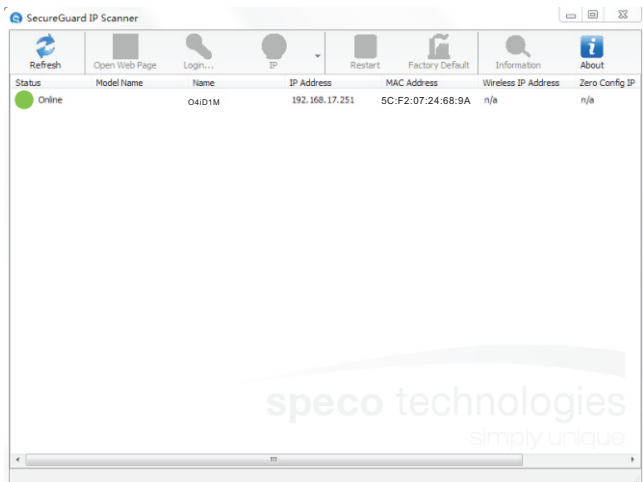 SecureGuard IP Scanner
Refresh Open Web Page Login... IP Restart Factory Default Information About
Status Model Name Name IP Address MAC Address Wireless IP Address Zero Config IP
Online O4iD1M 192.168.17.251 5C:F2:07:24:68:9A n/a n/a
speco technologies
simply unique